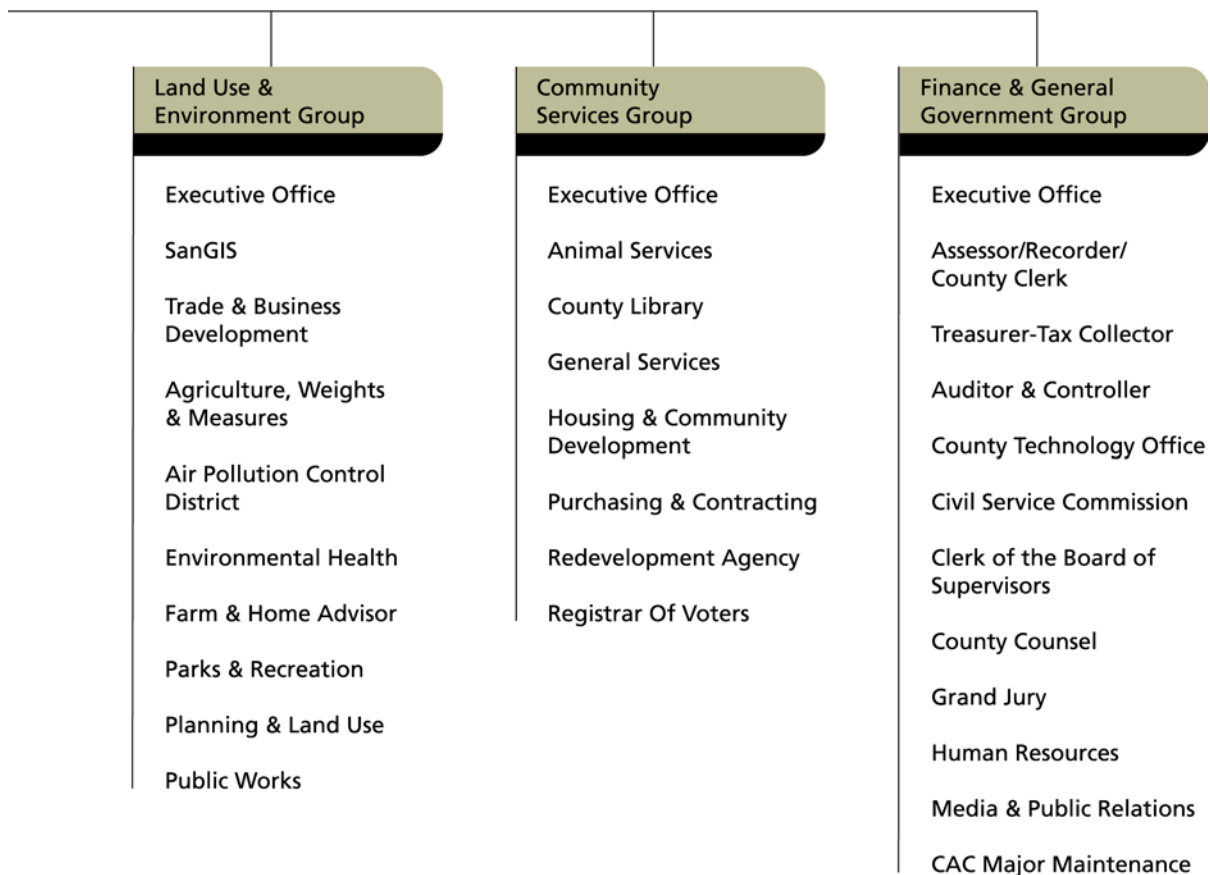 Land Use &
Environment Group
Executive Office
SanGIS
Trade & Business
Development
Agriculture, Weights
& Measures
Air Pollution Control
District
Environmental Health
Farm & Home Advisor
Parks & Recreation
Planning & Land Use
Public Works
Community
Services Group
Executive Office
Animal Services
County Library
General Services
Housing & Community
Development
Purchasing & Contracting
Redevelopment Agency
Registrar Of Voters
Finance & General
Government Group
Executive Office
Assessor/Recorder/
County Clerk
Treasurer-Tax Collector
Auditor & Controller
County Technology Office
Civil Service Commission
Clerk of the Board of
Supervisors
County Counsel
Grand Jury
Human Resources
Media & Public Relations
CAC Major Maintenance